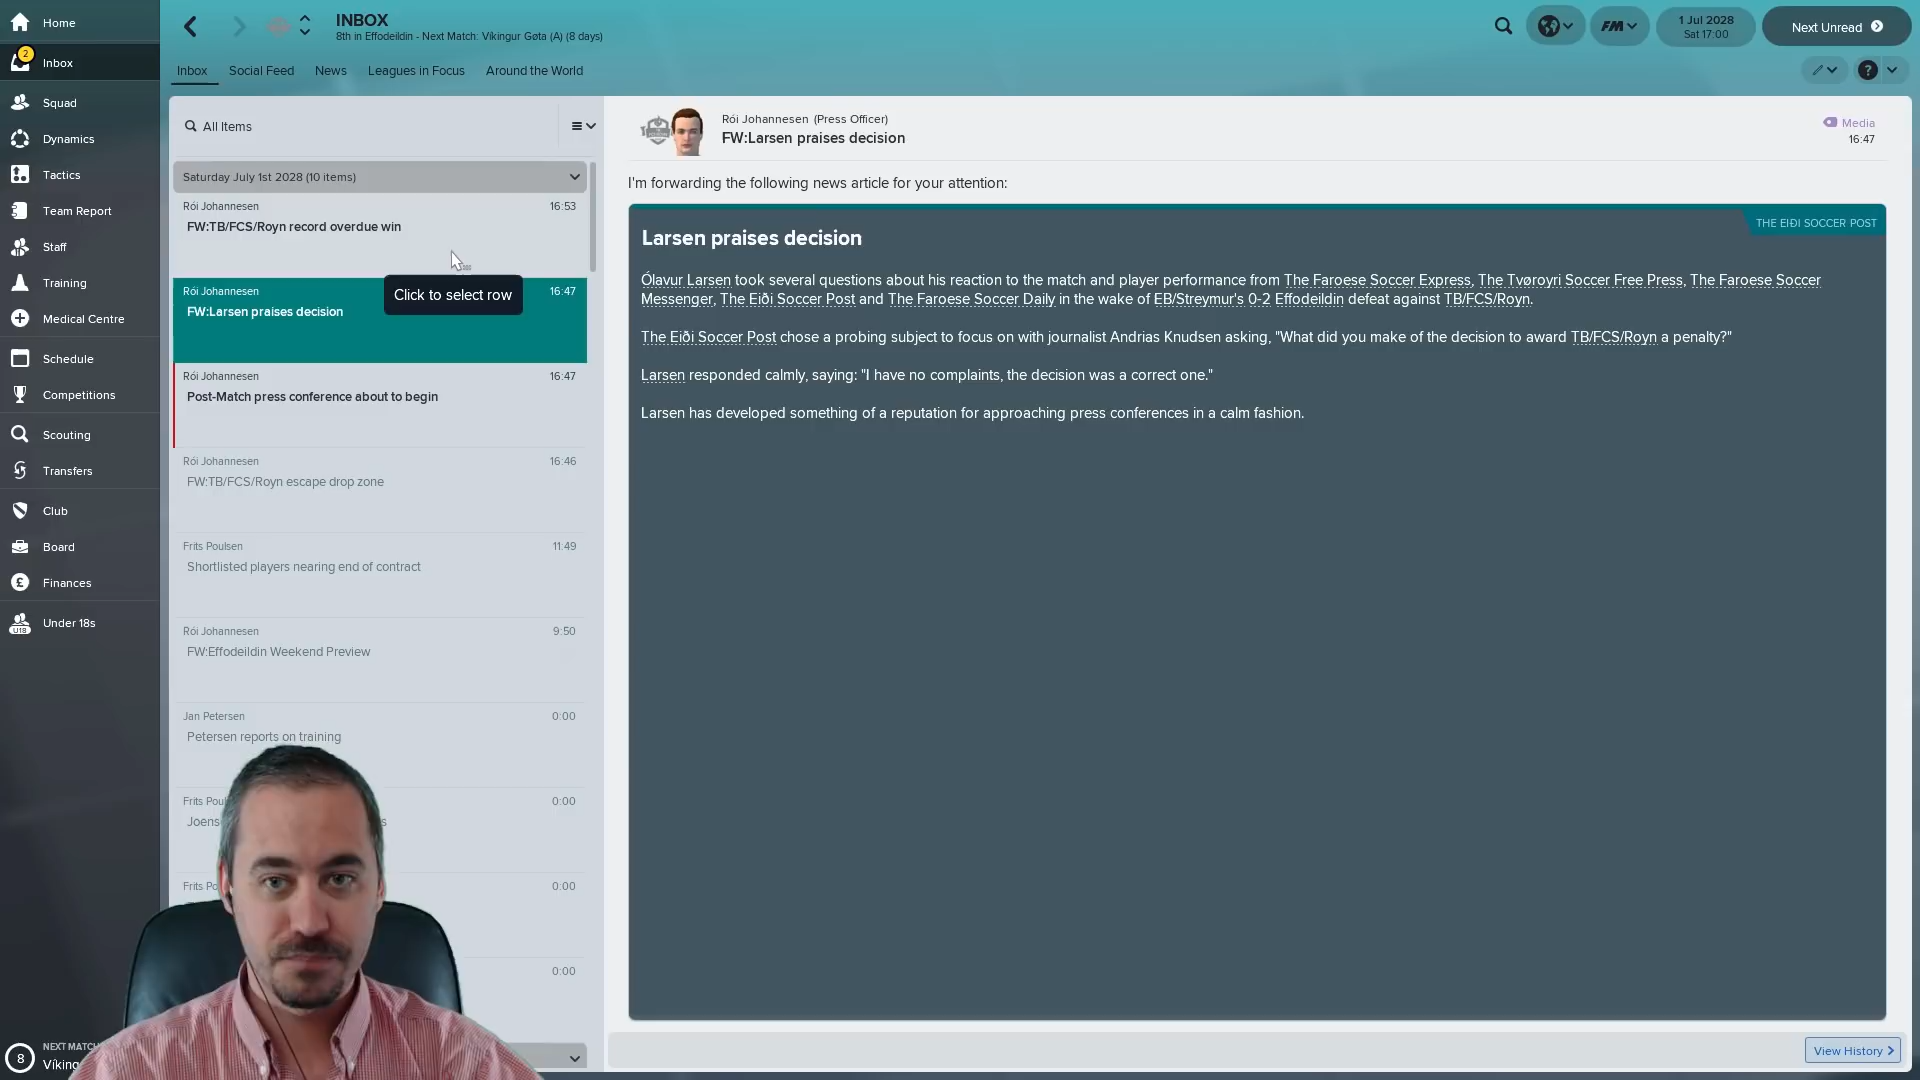 Home
2
Inbox
Squad
Dynamics
Tactics
Team Report
Staff
Training
Medical Centre
Schedule
Competitions
Scouting
Transfers
Club
Board
£
Finances
U18
Under 18s
8
NEXT MATCH
INBOX
8th in Effodeildin - Next Match: Víkingur Gøta (A) (8 days)
FM
1 Jul 2028
Sat 17:00
Next Unread
Inbox
Social Feed
News
Leagues in Focus
Around the World
?
All Items
Saturday July 1st 2028 (10 items)
Rói Johannesen 16:53
FW:TB/FCS/Royn record overdue win
Rói Johannesen 16:47
FW:Larsen praises decision
Click to select row
Rói Johannesen 16:47
Post-Match press conference about to begin
Rói Johannesen 16:46
FW:TB/FCS/Royn escape drop zone
Frits Poulsen 11:49
Shortlisted players nearing end of contract
Rói Johannesen 9:50
FW:Effodeildin Weekend Preview
Jan Petersen 0:00
Petersen reports on training
Frits 0:00
0:00
Frits
0:00
Rói Johannesen (Press Officer)
FW:Larsen praises decision
Media
16:47
I'm forwarding the following news article for your attention:
THE EIÐI SOCCER POST
Larsen praises decision
Ólavur Larsen took several questions about his reaction to the match and player performance from The Faroese Soccer Express, The Tvøroyri Soccer Free Press, The Faroese Soccer
Messenger, The Eiði Soccer Post and The Faroese Soccer Daily in the wake of EB/Streymur's 0-2 Effodeildin defeat against TB/FCS/Royn.
The Eiði Soccer Post chose a probing subject to focus on with journalist Andrias Knudsen asking, "What did you make of the decision to award TB/FCS/Royn a penalty?"
Larsen responded calmly, saying: "I have no complaints, the decision was a correct one."
Larsen has developed something of a reputation for approaching press conferences in a calm fashion.
View History